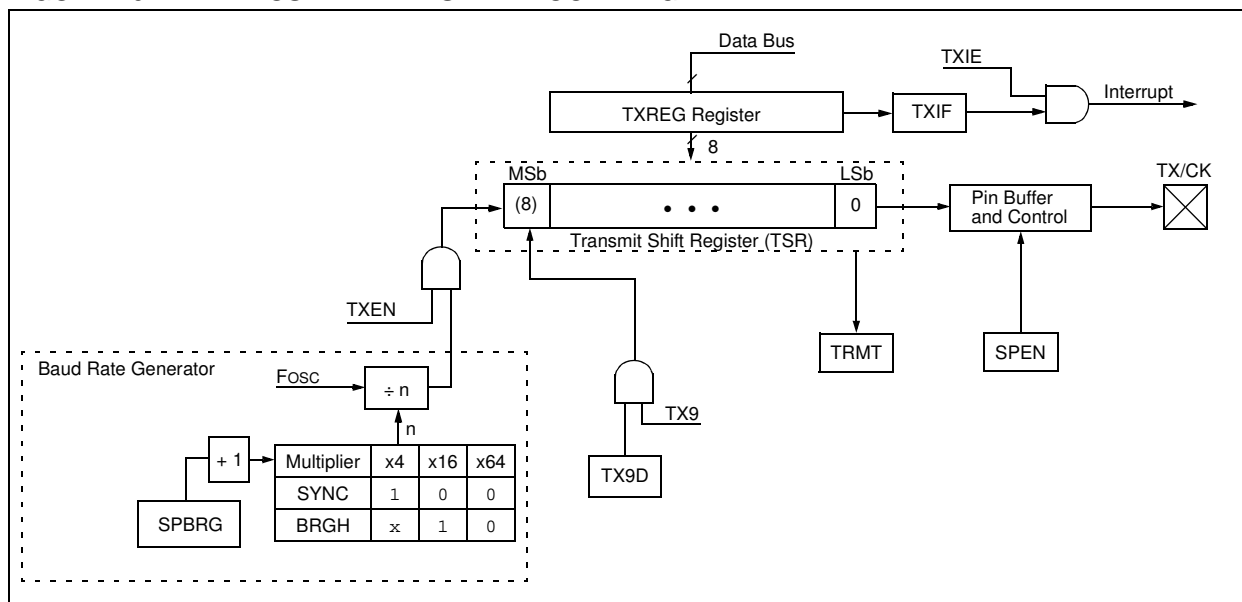 Data Bus
TXIE
Interrupt
TXREG Register
TXIF
8
MSb
LSb
TX/CK
(8)
• • •
0
Pin Buffer
and Control
Transmit Shift Register (TSR)
TXEN
TRMT
SPEN
Baud Rate Generator
FOSC
÷ n
TX9
n
+ 1
Multiplier x4 x16 x64
TX9D
SYNC 1 0 0
SPBRG
BRGH x 1 0